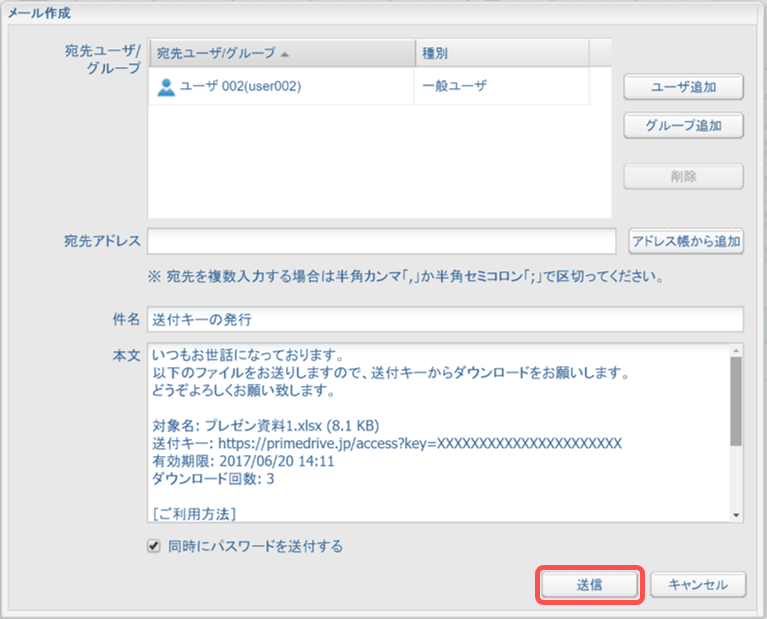 メール作成
宛先ユーザ/
グループ
宛先ユーザ/グループ 種別
ユーザ 002(user002) 一般ユーザ
ユーザ追加
グループ追加
削除
宛先アドレス
アドレス帳から追加
※ 宛先を複数入力する場合は半角カンマ「,」か半角セミコロン「;」で区切ってください。
件名 送付キーの発行
本文 いつもお世話になっております。
以下のファイルをお送りしますので、送付キーからダウンロードをお願いします。
どうぞよろしくお願い致します。
対象名: プレゼン資料1.xlsx (8.1 KB)
送付キー: https://primedrive.jp/access?key=XXXXXXXXXXXXXXXXXXXXXX
有効期限: 2017/06/20 14:11
ダウンロード回数: 3
[ご利用方法]
同時にパスワードを送付する
送信 キャンセル